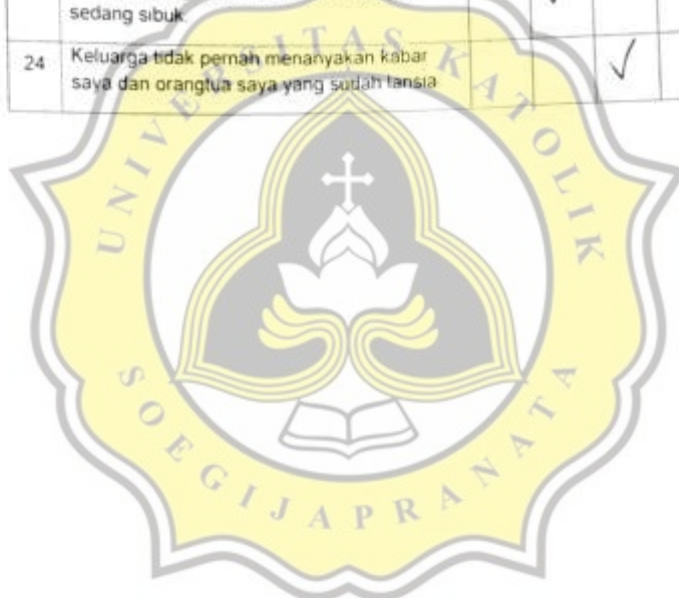 sedang sibuk.
24 Keluarga tidak pernah menanyakan kabar
saya dan orangtua saya yang sudah lansia
UNIVERSITAS KATOLIK
SOEGIJAPRANATA